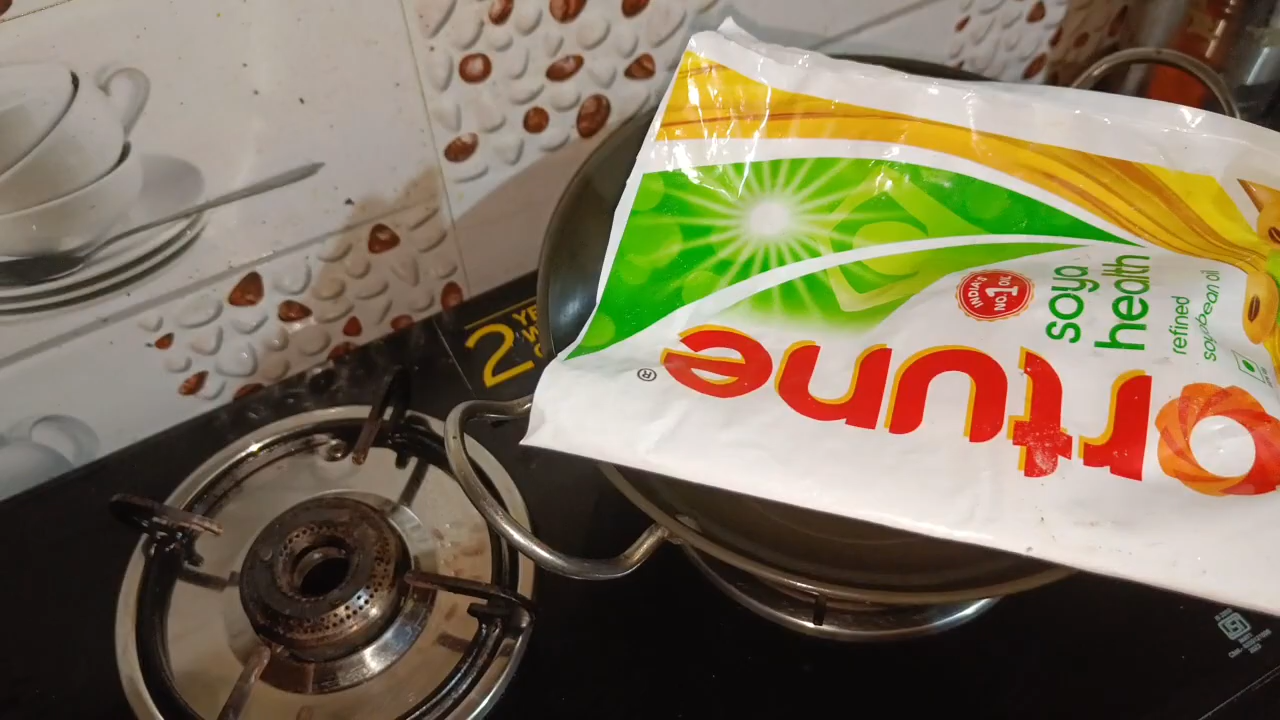 ortune
®
soya
health
refined
soyabean oil
INDIA'S
NO.1 OIL
2 YE